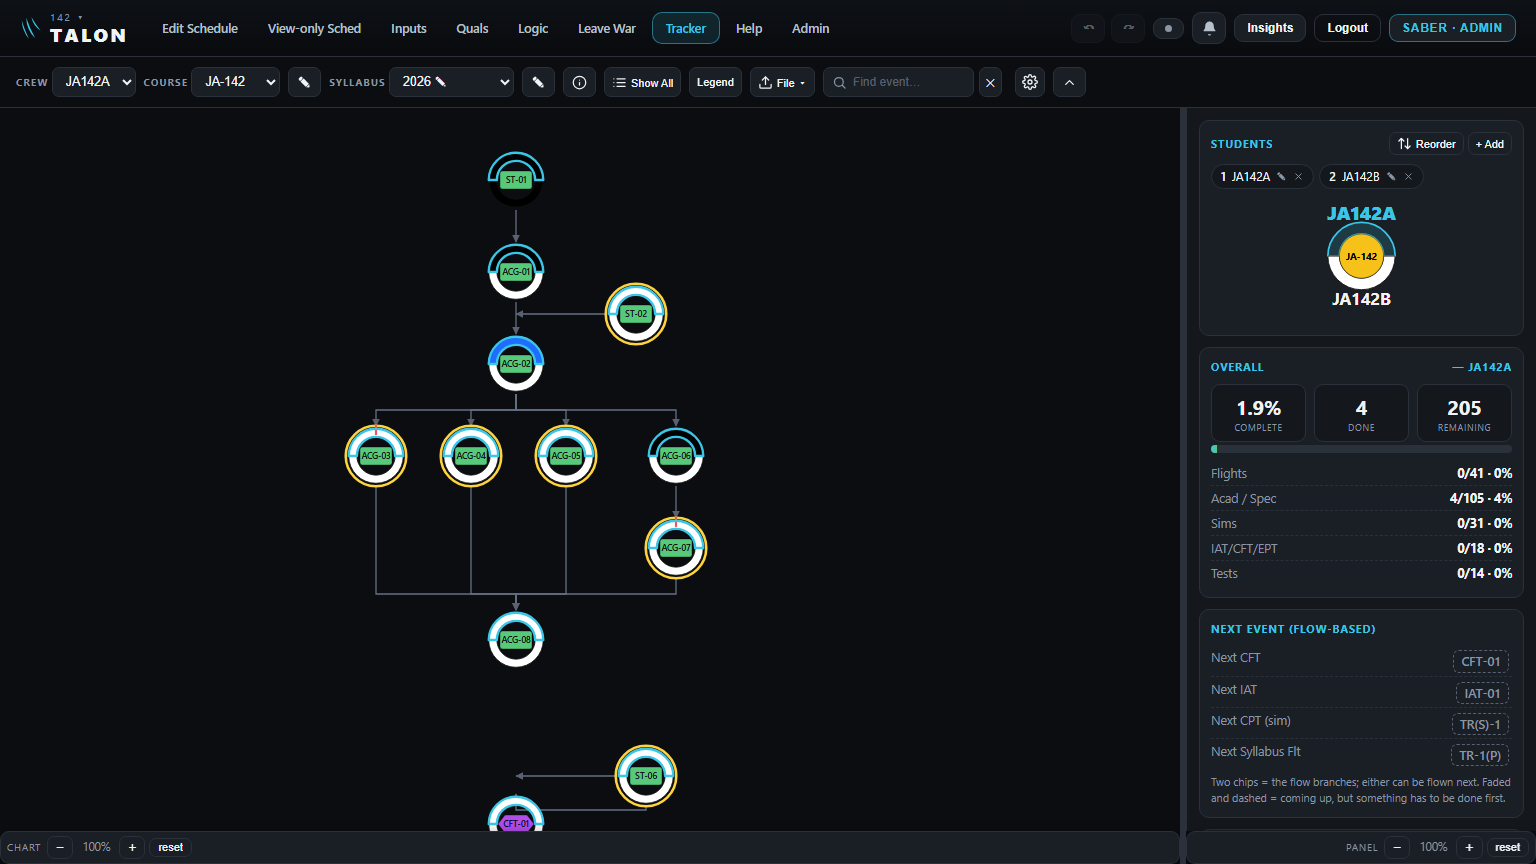 142
TALON
Edit Schedule View-only Sched Inputs Quals Logic Leave War Tracker Help Admin
Insights Logout SABER · ADMIN
CREW JA142A COURSE JA-142 SYLLABUS 2026 Show All Legend File Find event…
ST-01
ACG-01
ST-02
ACG-02
ACG-03 ACG-04 ACG-05 ACG-06
ACG-07
ACG-08
ST-06
CFT-01
CHART − 100% + reset
STUDENTS Reorder + Add
1 JA142A 2 JA142B
JA142A
JA-142
JA142B
OVERALL — JA142A
1.9% 4 205
COMPLETE DONE REMAINING
Flights 0/41 · 0%
Acad / Spec 4/105 · 4%
Sims 0/31 · 0%
IAT/CFT/EPT 0/18 · 0%
Tests 0/14 · 0%
NEXT EVENT (FLOW-BASED)
Next CFT CFT-01
Next IAT IAT-01
Next CPT (sim) TR(S)-1
Next Syllabus Flt TR-1(P)
Two chips = the flow branches; either can be flown next. Faded
and dashed = coming up, but something has to be done first.
PANEL − 100% + reset